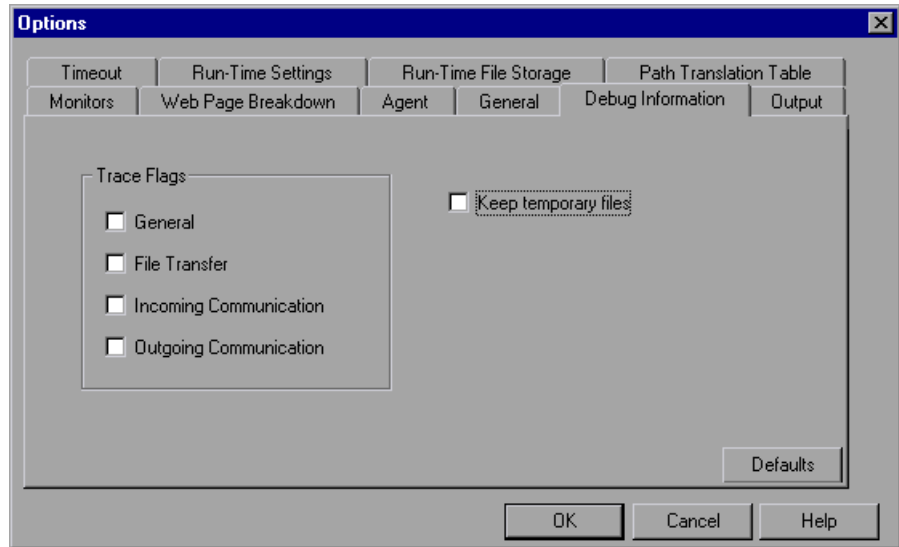 Options
Timeout Run-Time Settings Run-Time File Storage Path Translation Table
Monitors Web Page Breakdown Agent General Debug Information Output
Trace Flags
Keep temporary files
General
File Transfer
Incoming Communication
Outgoing Communication
Defaults
OK Cancel Help